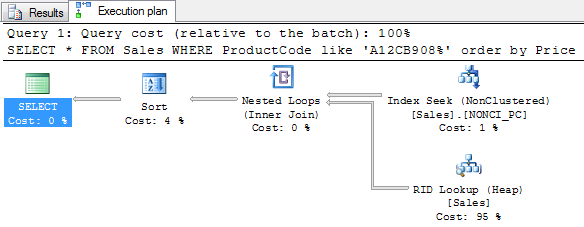 Results
Execution plan
Query 1: Query cost (relative to the batch): 100%
SELECT * FROM Sales WHERE ProductCode like 'A12CB908%' order by Price
SELECT
Cost: 0 %
Sort
Cost: 4 %
Nested Loops
(Inner Join)
Cost: 0 %
Index Seek (NonClustered)
[Sales].[NONCI_PC]
Cost: 1 %
RID Lookup (Heap)
[Sales]
Cost: 95 %